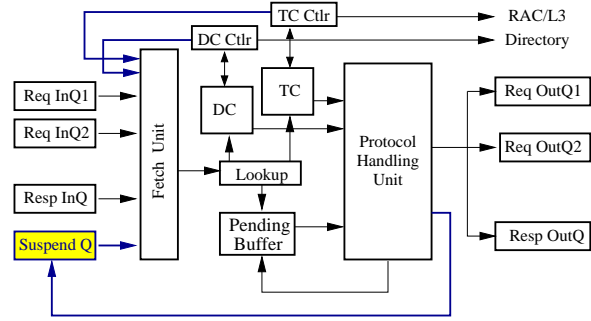 TC Ctlr
RAC/L3
DC Ctlr
Directory
Req InQ1
Req InQ2
Resp InQ
Suspend Q
Fetch Unit
DC
TC
Lookup
Pending
Buffer
Protocol
Handling
Unit
Req OutQ1
Req OutQ2
Resp OutQ